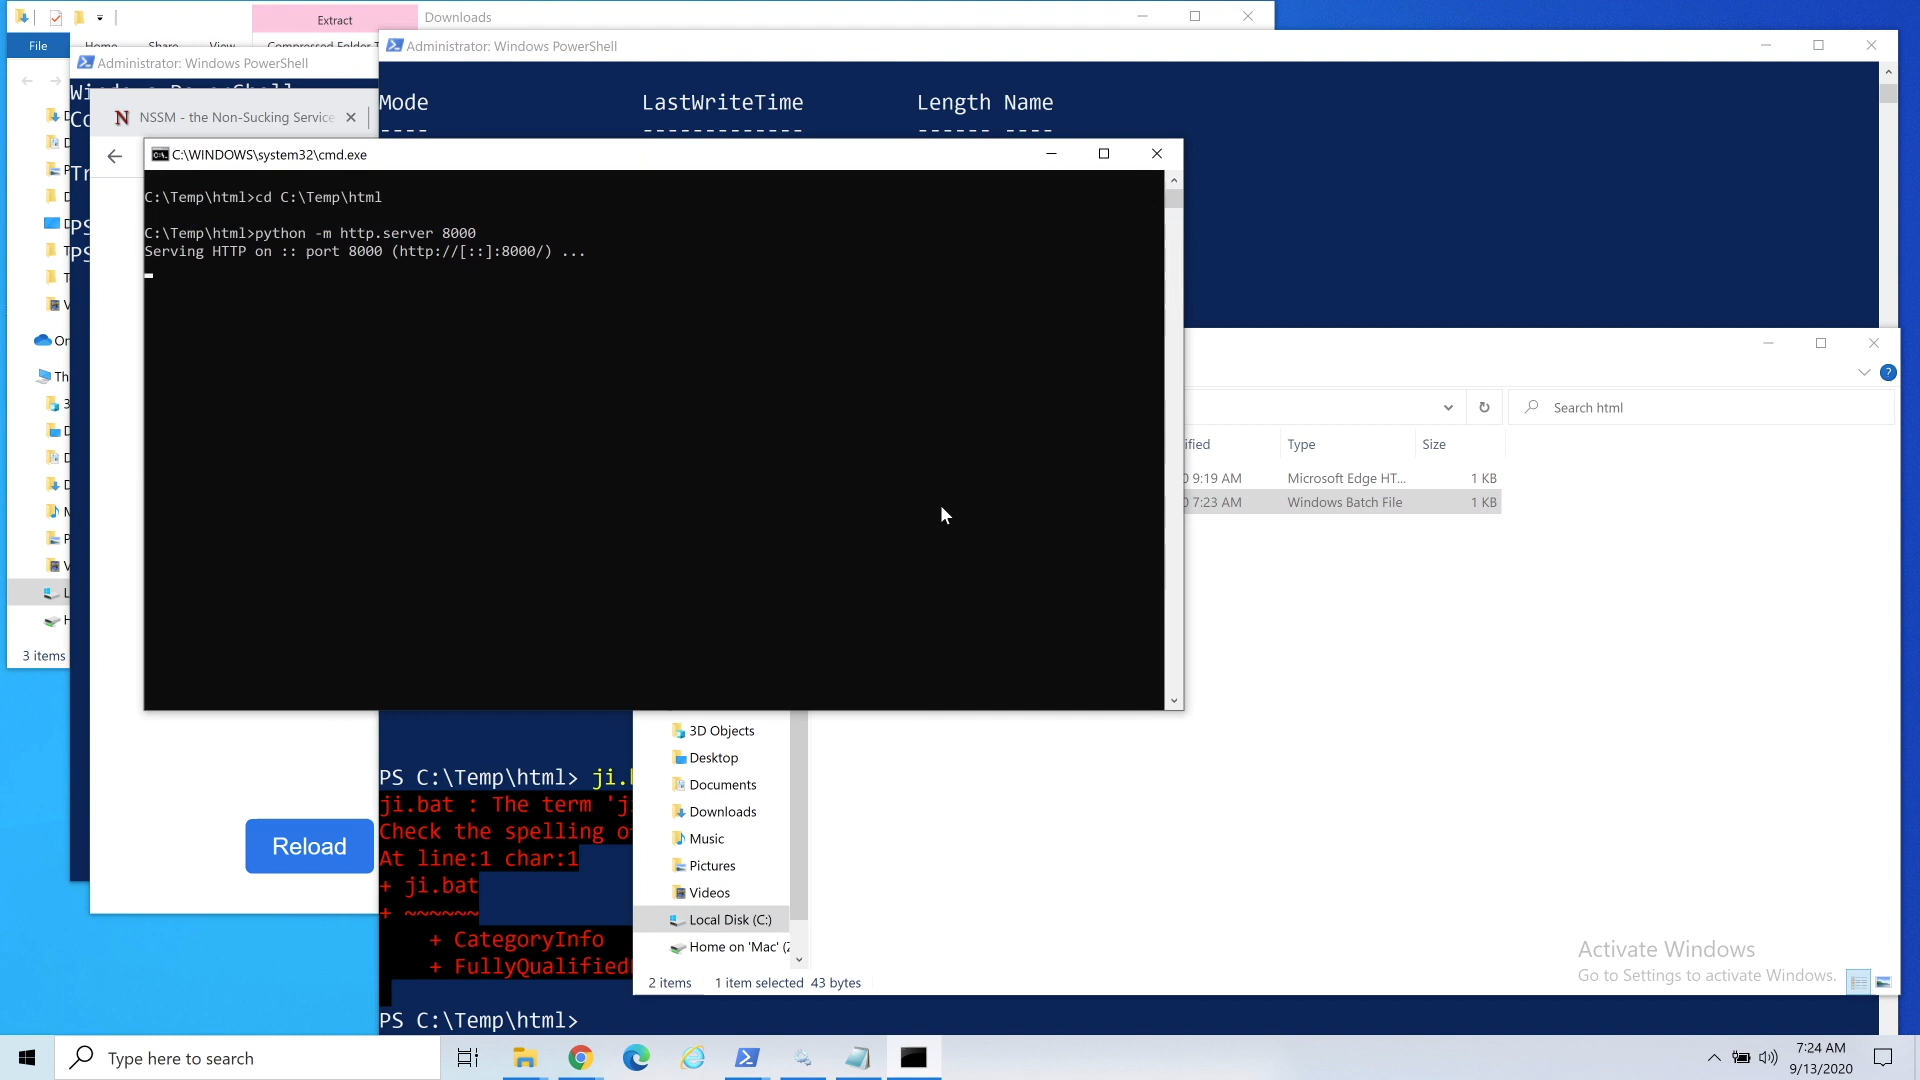 Extract
Downloads
File
Home
Share
View
Administrator: Windows PowerShell
Administrator: Windows PowerShell
Mode LastWriteTime Length Name
---- ------------- ------ ----
NSSM - the Non-Sucking Service
C:\WINDOWS\system32\cmd.exe
C:\Temp\html>cd C:\Temp\html
C:\Temp\html>python -m http.server 8000
Serving HTTP on :: port 8000 (http://[::]:8000/) ...
PS
PS
3 items
Search html
Type
Size
9:19 AM Microsoft Edge HT... 1 KB
7:23 AM Windows Batch File 1 KB
3D Objects
Desktop
Documents
Downloads
Music
Pictures
Videos
Local Disk (C:)
Home on 'Mac' (Z
2 items 1 item selected 43 bytes
Reload
PS C:\Temp\html> ji.
ji.bat : The term 'j
Check the spelling o
At line:1 char:1
+ ji.bat
+ ~~~~~~
+ CategoryInfo
+ FullyQualified
PS C:\Temp\html>
Activate Windows
Go to Settings to activate Windows.
Type here to search
7:24 AM
9/13/2020